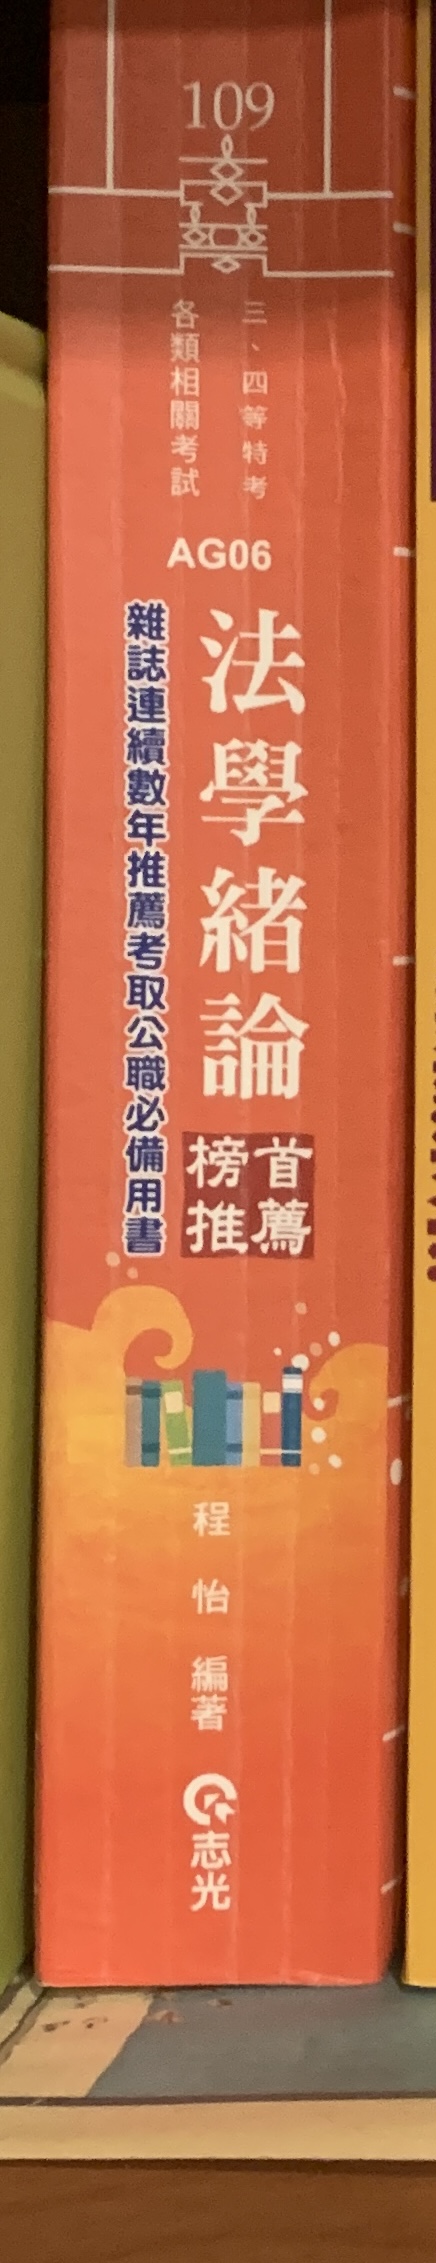 109
三、四等特考
各類相關考試
AG06
法學緒論
雜誌連續數年推薦考取公職必備用書
首薦
榜推
程怡 編著
志光